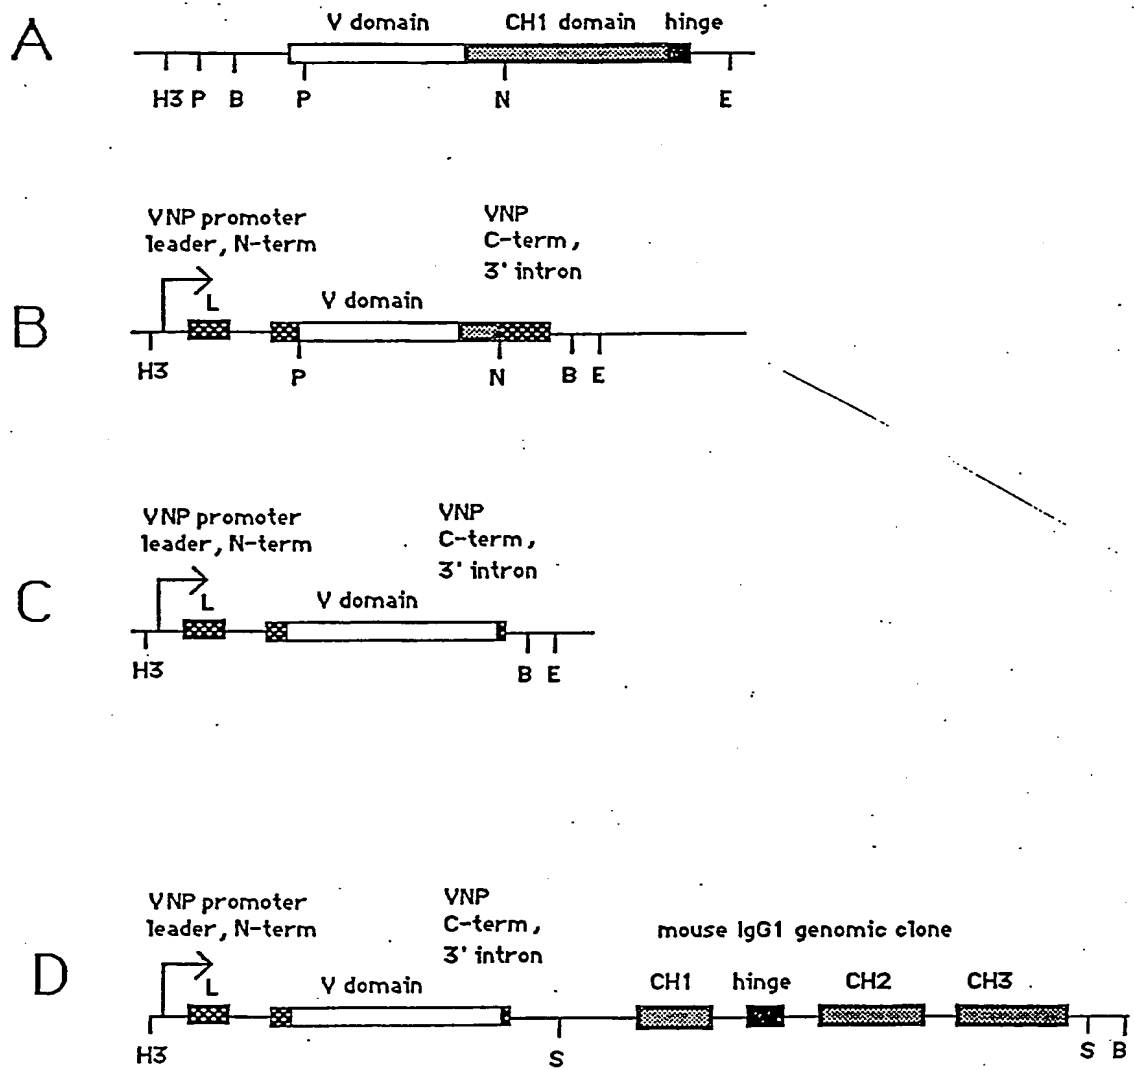 A
V domain CH1 domain hinge
H3 P B P N E
B
VNP promoter
leader, N-term
VNP
C-term,
3' intron
L
V domain
H3 P N B E
C
VNP promoter
leader, N-term
VNP
C-term,
3' intron
L
V domain
H3 B E
D
VNP promoter
leader, N-term
VNP
C-term,
3' intron
mouse IgG1 genomic clone
L
V domain
CH1 hinge CH2 CH3
H3 S S B